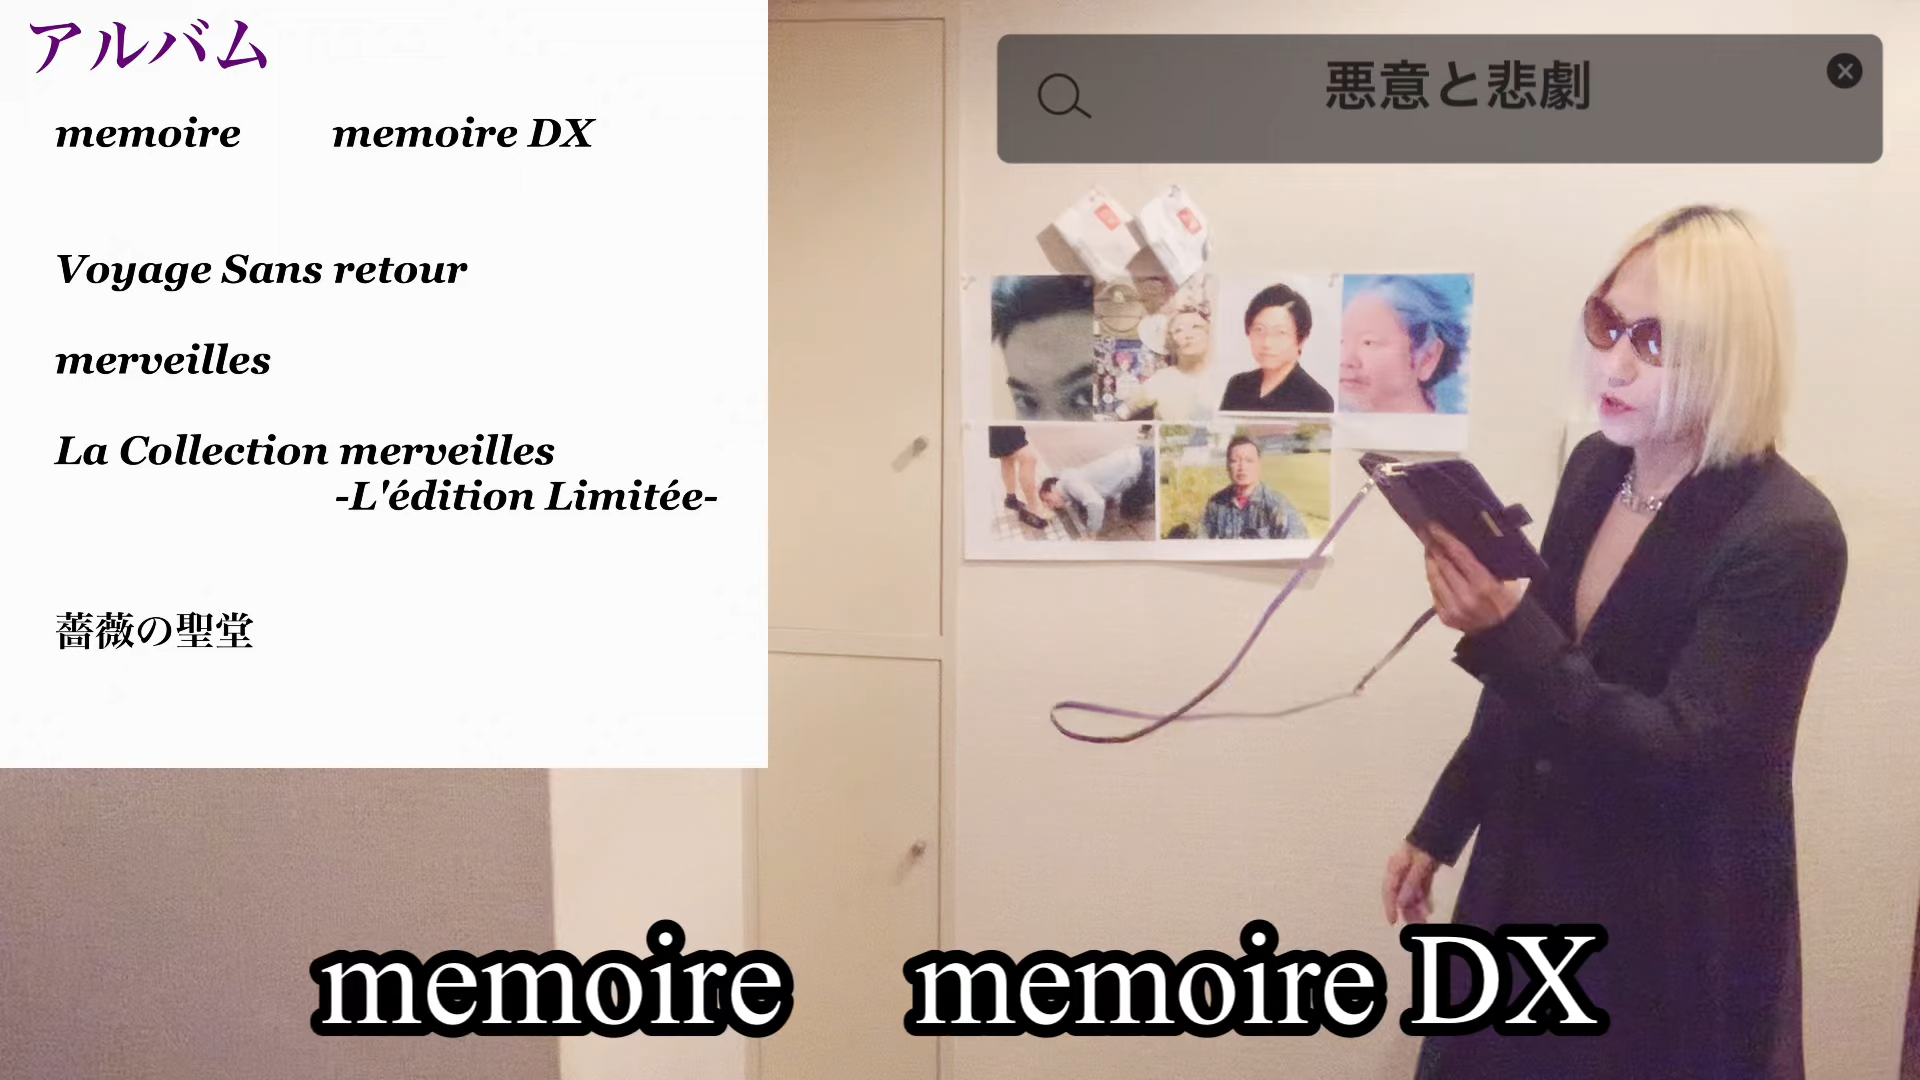 アルバム
memoire memoire DX
Voyage Sans retour
merveilles
La Collection merveilles
-L'édition Limitée-
薔薇の聖堂
悪意と悲劇
memoire memoire DX